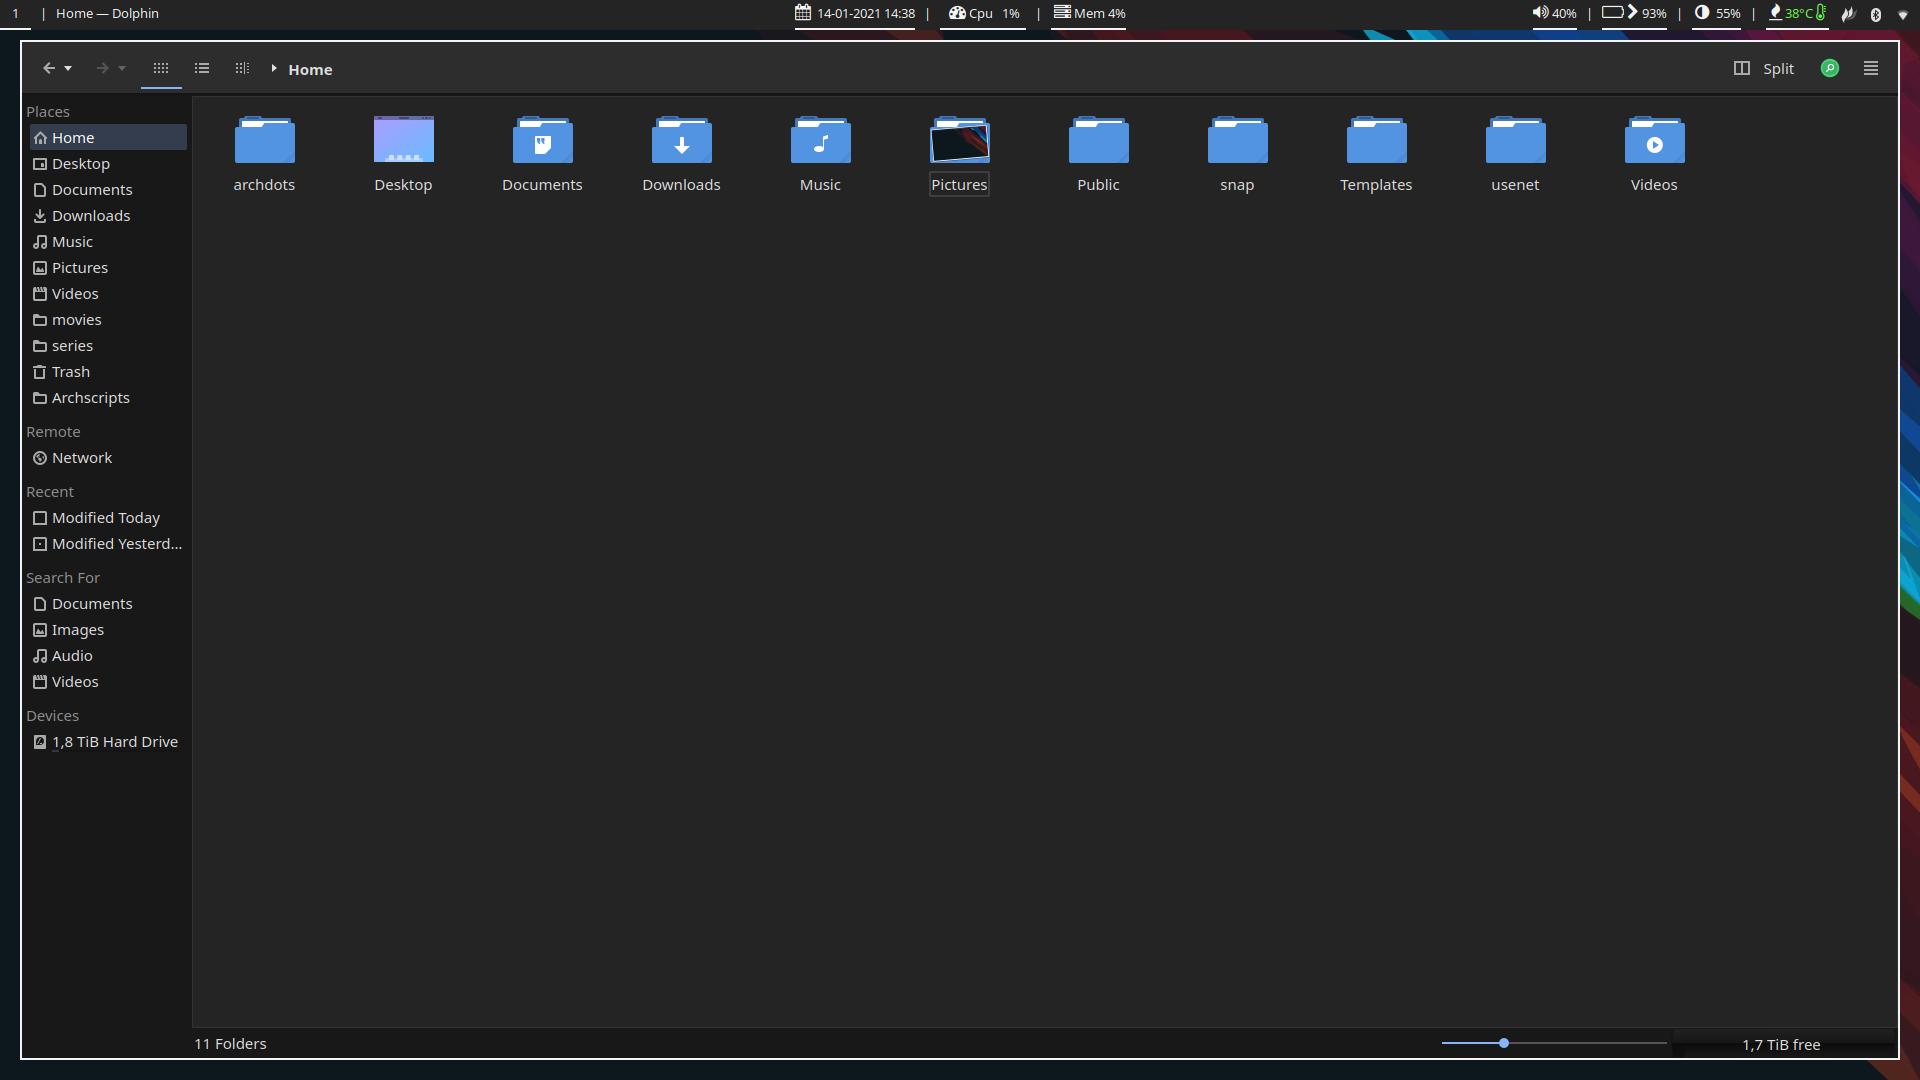 1 | Home — Dolphin
14-01-2021 14:38 | Cpu 1% | Mem 4%
40% | 93% | 55% | 38°C
Home
Split
Places
Home
Desktop
Documents
Downloads
Music
Pictures
Videos
movies
series
Trash
Archscripts
Remote
Network
Recent
Modified Today
Modified Yesterd...
Search For
Documents
Images
Audio
Videos
Devices
1,8 TiB Hard Drive
archdots
Desktop
Documents
Downloads
Music
Pictures
Public
snap
Templates
usenet
Videos
11 Folders
1,7 TiB free